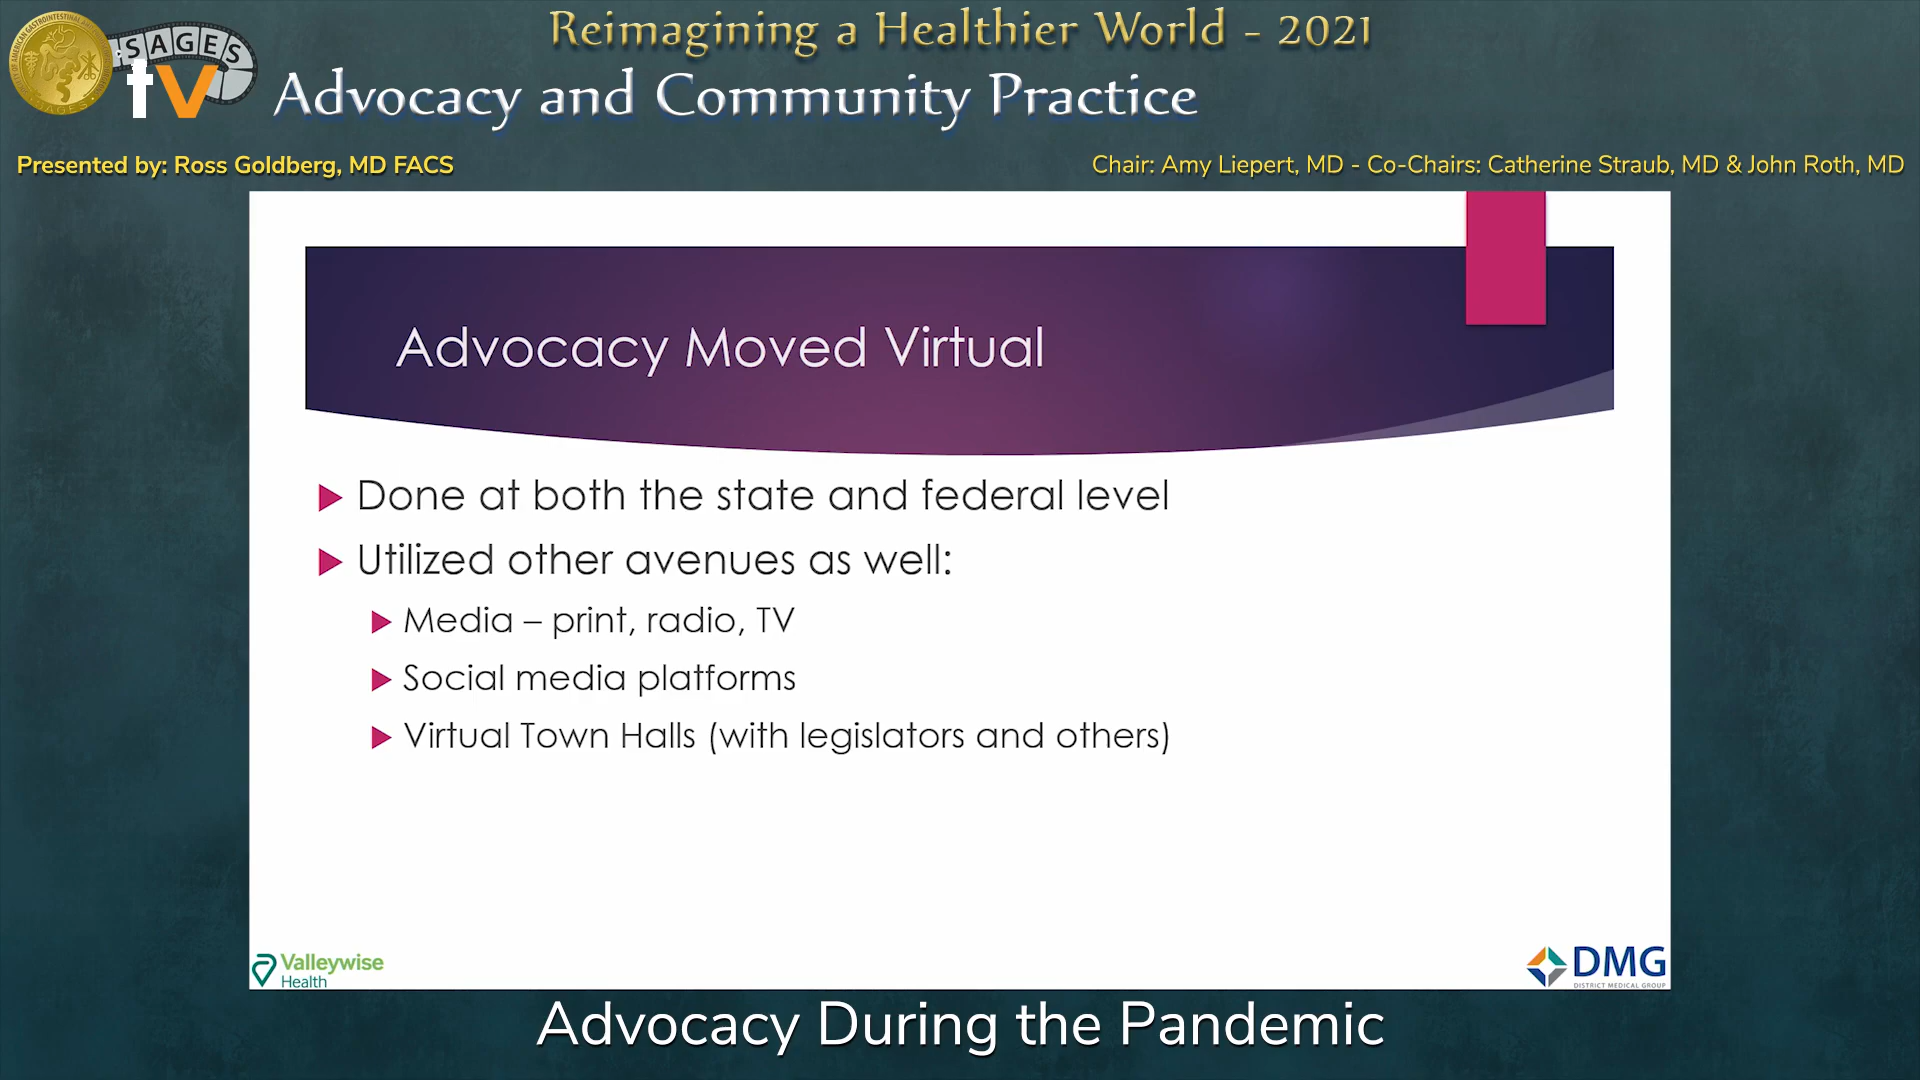 Reimagining a Healthier World - 2021
SAGES
tv
Advocacy and Community Practice
Presented by: Ross Goldberg, MD FACS
Chair: Amy Liepert, MD - Co-Chairs: Catherine Straub, MD & John Roth, MD
Advocacy Moved Virtual
Done at both the state and federal level
Utilized other avenues as well:
Media – print, radio, TV
Social media platforms
Virtual Town Halls (with legislators and others)
Valleywise
Health
DMG
DISTRICT MEDICAL GROUP
Advocacy During the Pandemic